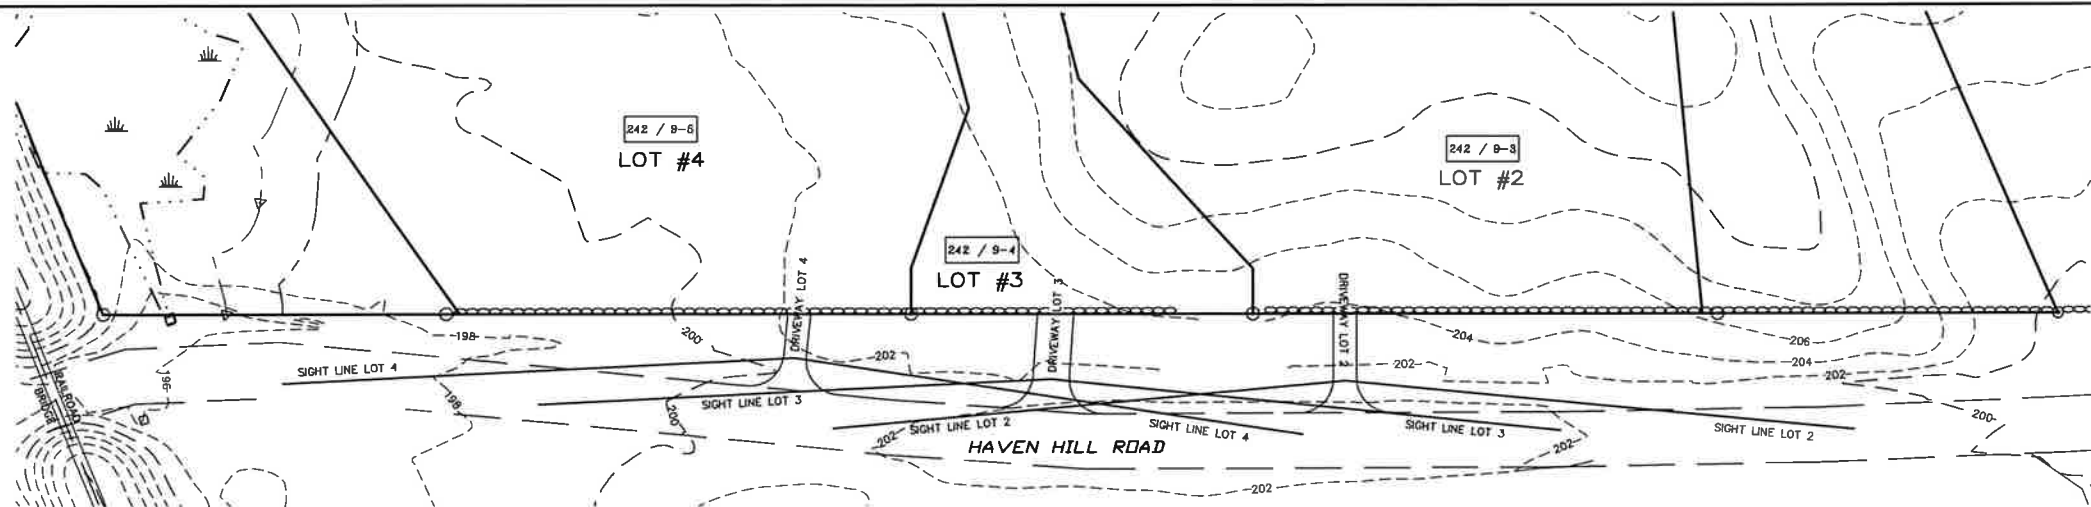 242 / 9-5
LOT #4
242 / 9-3
LOT #2
242 / 9-4
LOT #3
DRIVEWAY LOT 4
DRIVEWAY LOT 3
DRIVEWAY LOT 2
198
200
202
204
206
204
202
202
SIGHT LINE LOT 4
RAILROAD
BRIDGE
196
198
200
SIGHT LINE LOT 3
202
SIGHT LINE LOT 2
SIGHT LINE LOT 4
SIGHT LINE LOT 3
SIGHT LINE LOT 2
200
HAVEN HILL ROAD
202
202